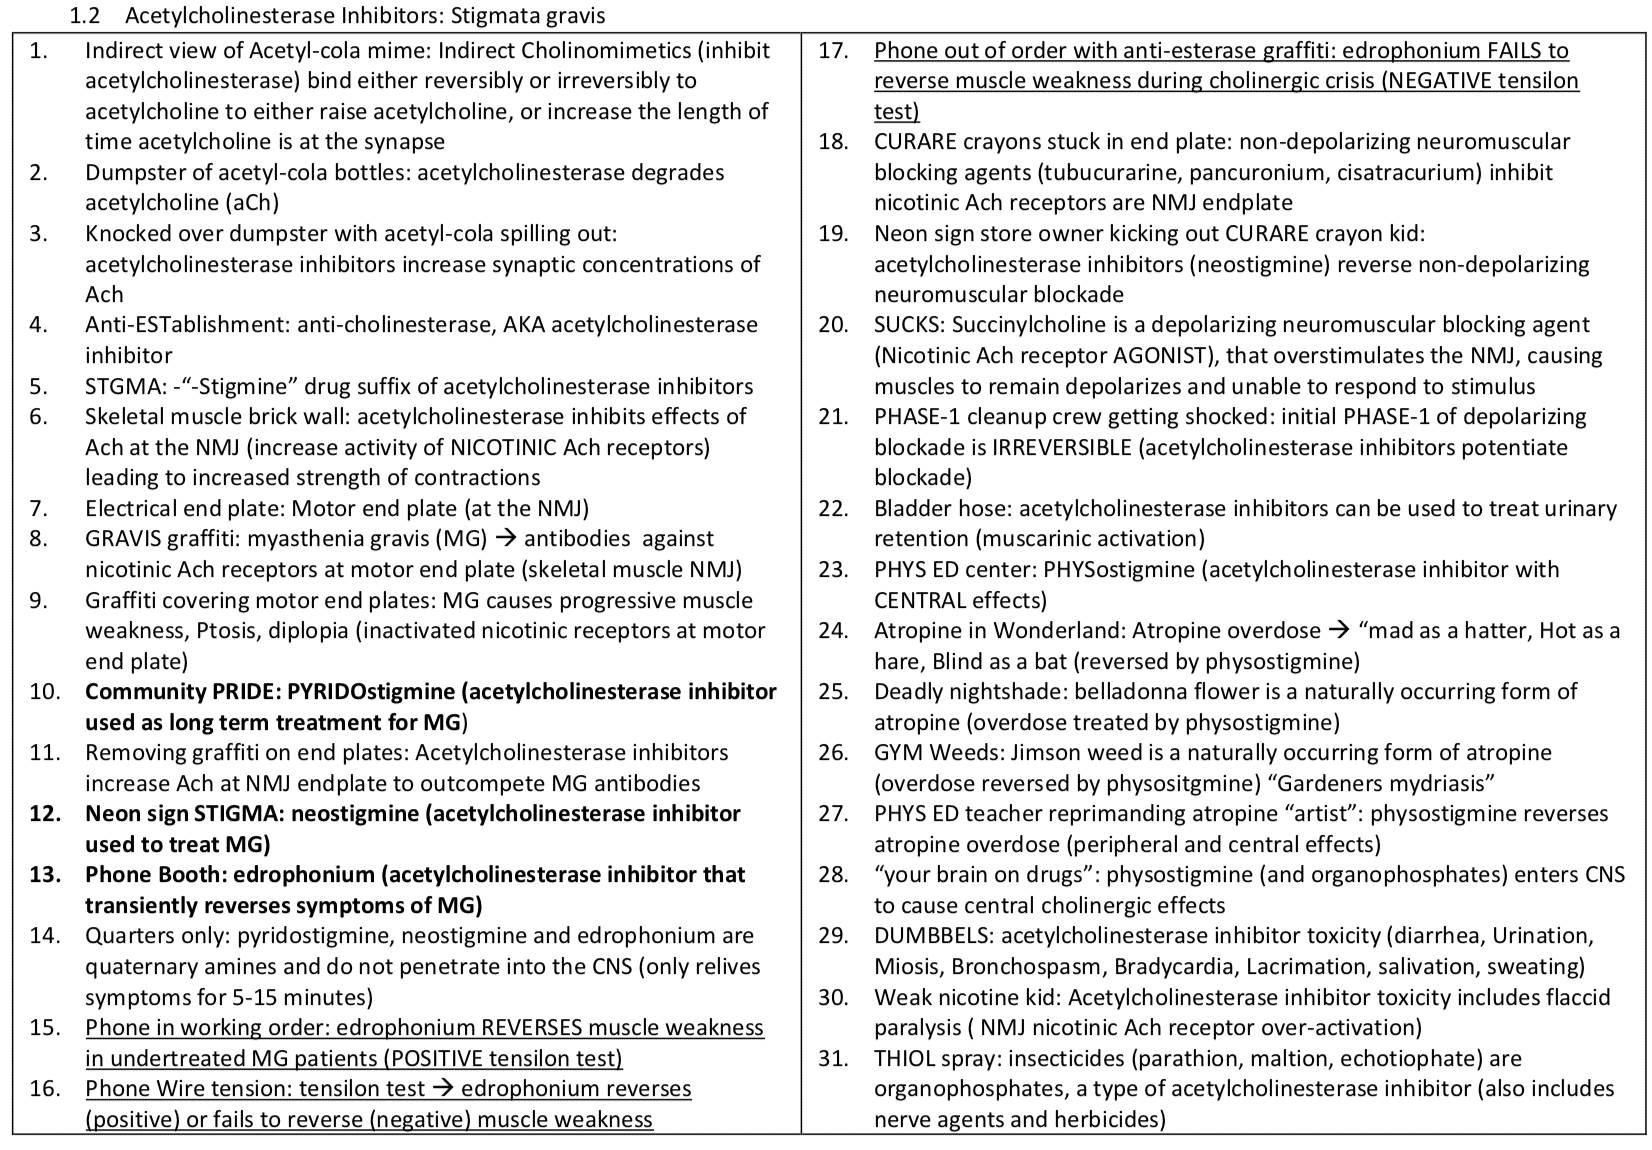 1.2 Acetylcholinesterase Inhibitors: Stigmata gravis
1. Indirect view of Acetyl-cola mime: Indirect Cholinomimetics (inhibit
acetylcholinesterase) bind either reversibly or irreversibly to
acetylcholine to either raise acetylcholine, or increase the length of
time acetylcholine is at the synapse
2. Dumpster of acetyl-cola bottles: acetylcholinesterase degrades
acetylcholine (aCh)
3. Knocked over dumpster with acetyl-cola spilling out:
acetylcholinesterase inhibitors increase synaptic concentrations of
Ach
4. Anti-ESTablishment: anti-cholinesterase, AKA acetylcholinesterase
inhibitor
5. STGMA: -“-Stigmine” drug suffix of acetylcholinesterase inhibitors
6. Skeletal muscle brick wall: acetylcholinesterase inhibits effects of
Ach at the NMJ (increase activity of NICOTINIC Ach receptors)
leading to increased strength of contractions
7. Electrical end plate: Motor end plate (at the NMJ)
8. GRAVIS graffiti: myasthenia gravis (MG) → antibodies against
nicotinic Ach receptors at motor end plate (skeletal muscle NMJ)
9. Graffiti covering motor end plates: MG causes progressive muscle
weakness, Ptosis, diplopia (inactivated nicotinic receptors at motor
end plate)
10. Community PRIDE: PYRIDOstigmine (acetylcholinesterase inhibitor
used as long term treatment for MG)
11. Removing graffiti on end plates: Acetylcholinesterase inhibitors
increase Ach at NMJ endplate to outcompete MG antibodies
12. Neon sign STIGMA: neostigmine (acetylcholinesterase inhibitor
used to treat MG)
13. Phone Booth: edrophonium (acetylcholinesterase inhibitor that
transiently reverses symptoms of MG)
14. Quarters only: pyridostigmine, neostigmine and edrophonium are
quaternary amines and do not penetrate into the CNS (only relives
symptoms for 5-15 minutes)
15. Phone in working order: edrophonium REVERSES muscle weakness
in undertreated MG patients (POSITIVE tensilon test)
16. Phone Wire tension: tensilon test → edrophonium reverses
(positive) or fails to reverse (negative) muscle weakness
17. Phone out of order with anti-esterase graffiti: edrophonium FAILS to
reverse muscle weakness during cholinergic crisis (NEGATIVE tensilon
test)
18. CURARE crayons stuck in end plate: non-depolarizing neuromuscular
blocking agents (tubucurarine, pancuronium, cisatracurium) inhibit
nicotinic Ach receptors are NMJ endplate
19. Neon sign store owner kicking out CURARE crayon kid:
acetylcholinesterase inhibitors (neostigmine) reverse non-depolarizing
neuromuscular blockade
20. SUCKS: Succinylcholine is a depolarizing neuromuscular blocking agent
(Nicotinic Ach receptor AGONIST), that overstimulates the NMJ, causing
muscles to remain depolarizes and unable to respond to stimulus
21. PHASE-1 cleanup crew getting shocked: initial PHASE-1 of depolarizing
blockade is IRREVERSIBLE (acetylcholinesterase inhibitors potentiate
blockade)
22. Bladder hose: acetylcholinesterase inhibitors can be used to treat urinary
retention (muscarinic activation)
23. PHYS ED center: PHYSostigmine (acetylcholinesterase inhibitor with
CENTRAL effects)
24. Atropine in Wonderland: Atropine overdose → “mad as a hatter, Hot as a
hare, Blind as a bat (reversed by physostigmine)
25. Deadly nightshade: belladonna flower is a naturally occurring form of
atropine (overdose treated by physostigmine)
26. GYM Weeds: Jimson weed is a naturally occurring form of atropine
(overdose reversed by physositgmine) “Gardeners mydriasis”
27. PHYS ED teacher reprimanding atropine “artist”: physostigmine reverses
atropine overdose (peripheral and central effects)
28. “your brain on drugs”: physostigmine (and organophosphates) enters CNS
to cause central cholinergic effects
29. DUMBBELS: acetylcholinesterase inhibitor toxicity (diarrhea, Urination,
Miosis, Bronchospasm, Bradycardia, Lacrimation, salivation, sweating)
30. Weak nicotine kid: Acetylcholinesterase inhibitor toxicity includes flaccid
paralysis ( NMJ nicotinic Ach receptor over-activation)
31. THIOL spray: insecticides (parathion, maltion, echotiophate) are
organophosphates, a type of acetylcholinesterase inhibitor (also includes
nerve agents and herbicides)